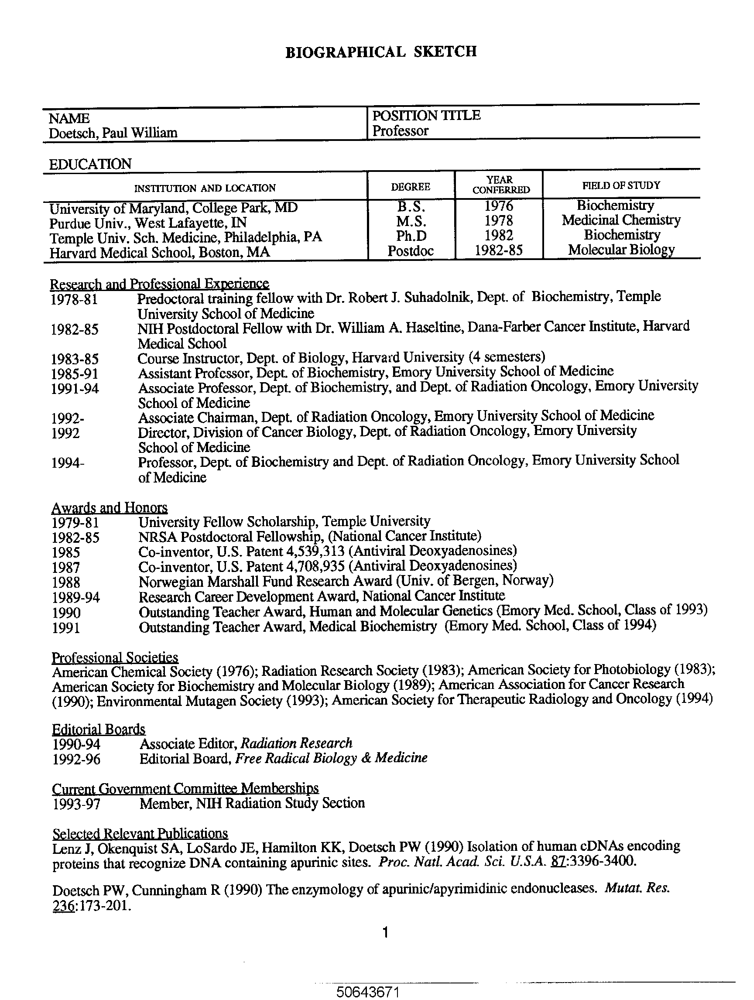 BIOGRAPHICAL SKETCH
NAME
Doetsch, Paul William
POSITION TITLE
Professor
EDUCATION
INSTITUTION AND LOCATION DEGREE YEAR CONFERRED FIELD OF STUDY
University of Maryland, College Park, MD B.S. 1976 Biochemistry
Purdue Univ., West Lafayette, IN M.S. 1978 Medicinal Chemistry
Temple Univ. Sch. Medicine, Philadelphia, PA Ph.D 1982 Biochemistry
Harvard Medical School, Boston, MA Postdoc 1982-85 Molecular Biology
Research and Professional Experience
1978-81 Predoctoral training fellow with Dr. Robert J. Suhadolnik, Dept. of Biochemistry, Temple
University School of Medicine
1982-85 NIH Postdoctoral Fellow with Dr. William A. Haseltine, Dana-Farber Cancer Institute, Harvard
Medical School
1983-85 Course Instructor, Dept. of Biology, Harvard University (4 semesters)
1985-91 Assistant Professor, Dept. of Biochemistry, Emory University School of Medicine
1991-94 Associate Professor, Dept. of Biochemistry, and Dept. of Radiation Oncology, Emory University
School of Medicine
1992- Associate Chairman, Dept. of Radiation Oncology, Emory University School of Medicine
1992 Director, Division of Cancer Biology, Dept. of Radiation Oncology, Emory University
School of Medicine
1994- Professor, Dept. of Biochemistry and Dept. of Radiation Oncology, Emory University School
of Medicine
Awards and Honors
1979-81 University Fellow Scholarship, Temple University
1982-85 NRSA Postdoctoral Fellowship, (National Cancer Institute)
1985 Co-inventor, U.S. Patent 4,539,313 (Antiviral Deoxyadenosines)
1987 Co-inventor, U.S. Patent 4,708,935 (Antiviral Deoxyadenosines)
1988 Norwegian Marshall Fund Research Award (Univ. of Bergen, Norway)
1989-94 Research Career Development Award, National Cancer Institute
1990 Outstanding Teacher Award, Human and Molecular Genetics (Emory Med. School, Class of 1993)
1991 Outstanding Teacher Award, Medical Biochemistry (Emory Med. School, Class of 1994)
Professional Societies
American Chemical Society (1976); Radiation Research Society (1983); American Society for Photobiology (1983);
American Society for Biochemistry and Molecular Biology (1989); American Association for Cancer Research
(1990); Environmental Mutagen Society (1993); American Society for Therapeutic Radiology and Oncology (1994)
Editorial Boards
1990-94 Associate Editor, Radiation Research
1992-96 Editorial Board, Free Radical Biology & Medicine
Current Government Committee Memberships
1993-97 Member, NIH Radiation Study Section
Selected Relevant Publications
Lenz J, Okenquist SA, LoSardo JE, Hamilton KK, Doetsch PW (1990) Isolation of human cDNAs encoding
proteins that recognize DNA containing apurinic sites. Proc. Natl. Acad. Sci. U.S.A. 87:3396-3400.
Doetsch PW, Cunningham R (1990) The enzymology of apurinic/apyrimidinic endonucleases. Mutat. Res.
236:173-201.
1
50643671